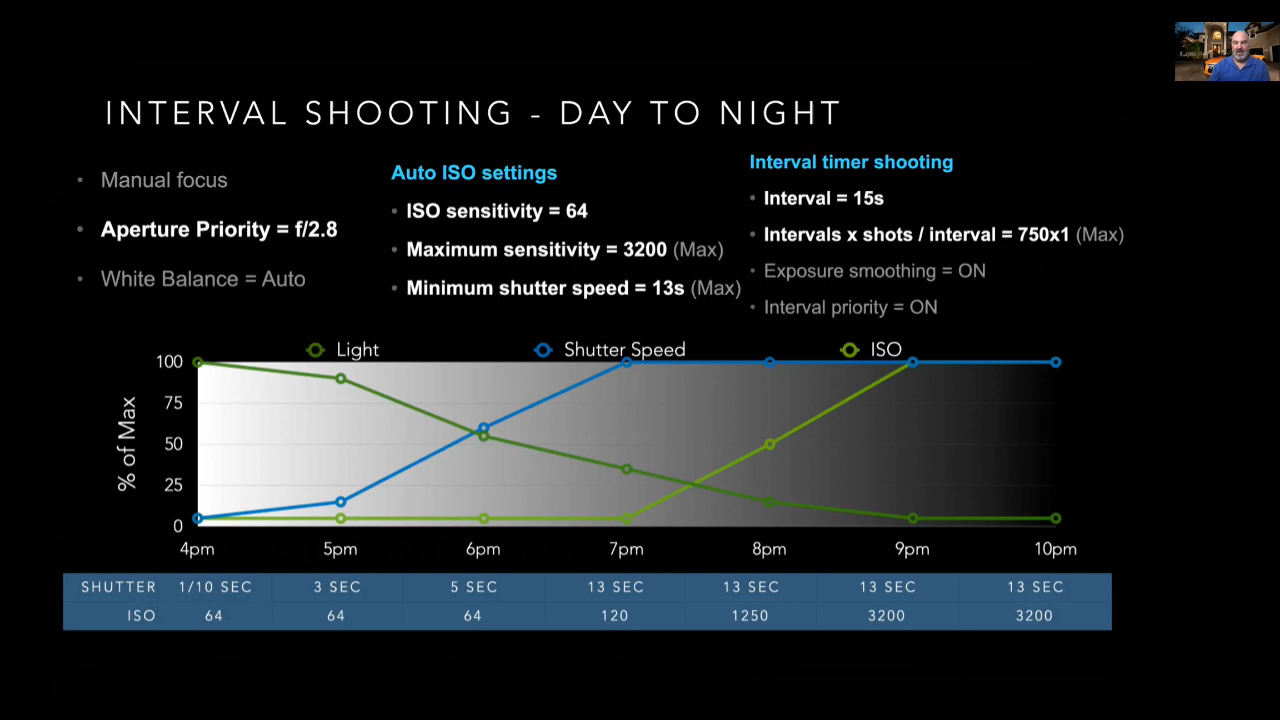 INTERVAL SHOOTING - DAY TO NIGHT
• Manual focus
• Aperture Priority = f/2.8
• White Balance = Auto
Auto ISO settings
• ISO sensitivity = 64
• Maximum sensitivity = 3200 (Max)
• Minimum shutter speed = 13s (Max)
Interval timer shooting
• Interval = 15s
• Intervals x shots / interval = 750x1 (Max)
• Exposure smoothing = ON
• Interval priority = ON
Light Shutter Speed ISO
% of Max
100
75
50
25
0
4pm 5pm 6pm 7pm 8pm 9pm 10pm
SHUTTER 1/10 SEC 3 SEC 5 SEC 13 SEC 13 SEC 13 SEC 13 SEC
ISO 64 64 64 120 1250 3200 3200